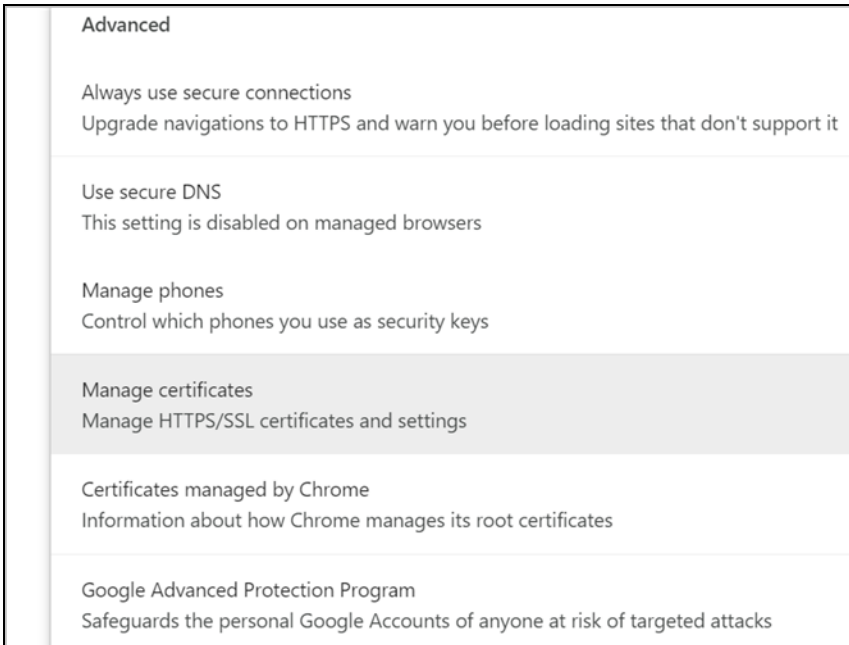 Advanced
Always use secure connections
Upgrade navigations to HTTPS and warn you before loading sites that don't support it
Use secure DNS
This setting is disabled on managed browsers
Manage phones
Control which phones you use as security keys
Manage certificates
Manage HTTPS/SSL certificates and settings
Certificates managed by Chrome
Information about how Chrome manages its root certificates
Google Advanced Protection Program
Safeguards the personal Google Accounts of anyone at risk of targeted attacks